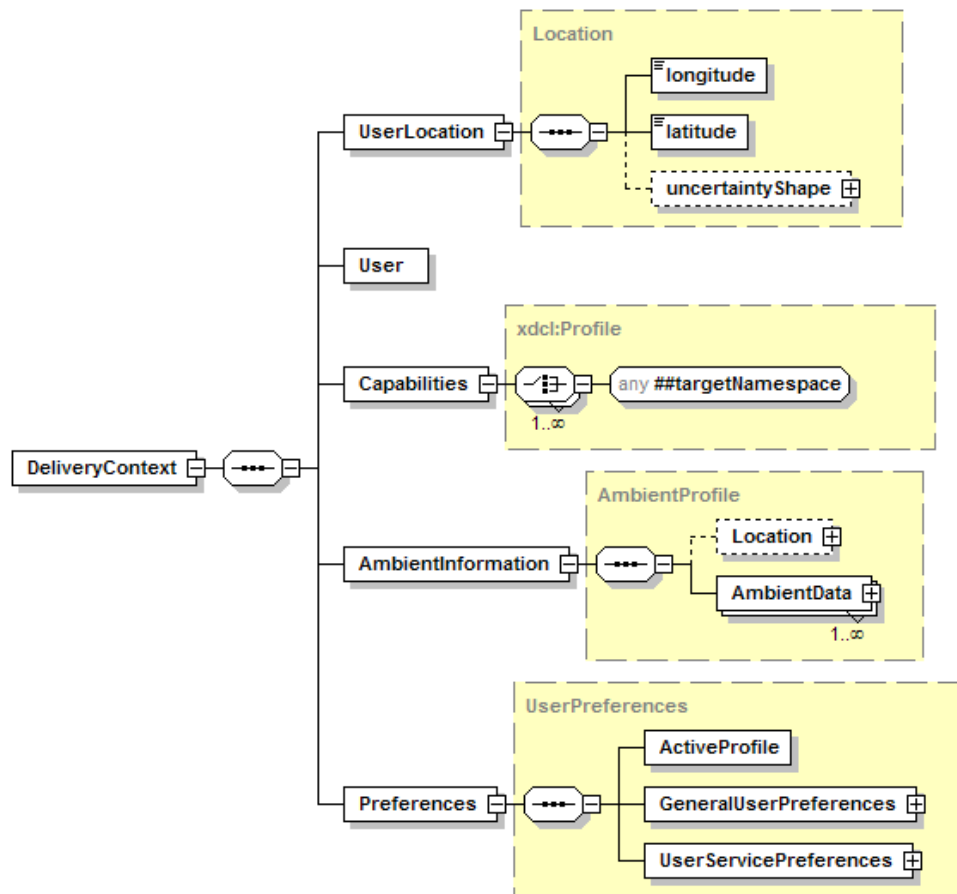 Location
longitude
UserLocation
latitude
uncertaintyShape
User
xdcl:Profile
Capabilities
any ##targetNamespace
1..∞
DeliveryContext
AmbientProfile
Location
AmbientInformation
AmbientData
1..∞
UserPreferences
ActiveProfile
Preferences
GeneralUserPreferences
UserServicePreferences